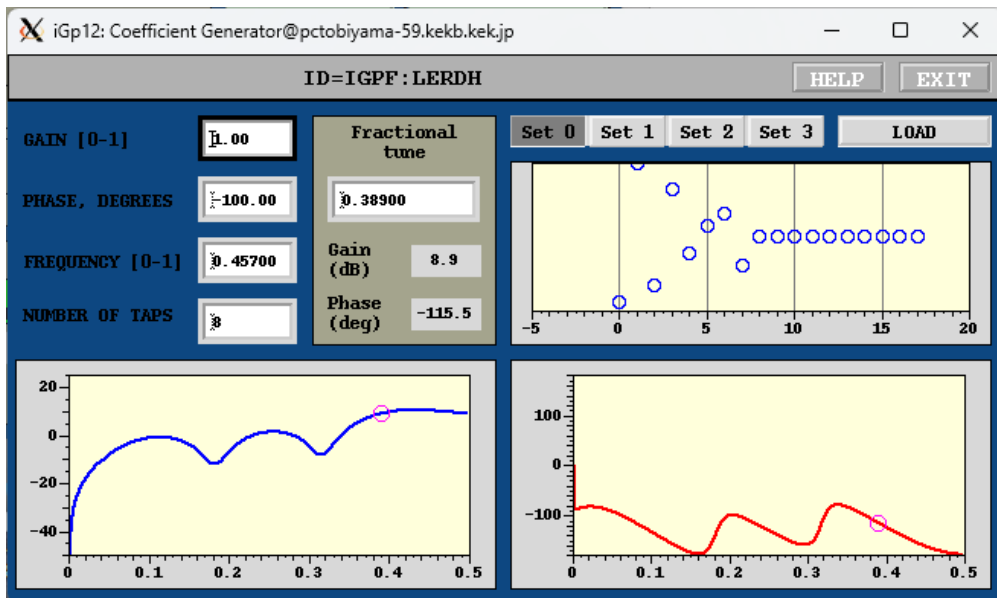 iGp12: Coefficient Generator@pctobiyama-59.kekb.kek.jp
ID=IGPF:LERDH
HELP
EXIT
GAIN [0-1]
1.00
PHASE, DEGREES
-100.00
FREQUENCY [0-1]
0.45700
NUMBER OF TAPS
8
Fractional
tune
0.38900
Gain
(dB)
8.9
Phase
(deg)
-115.5
Set 0
Set 1
Set 2
Set 3
LOAD
-5 0 5 10 15 20
20
0
-20
-40
0 0.1 0.2 0.3 0.4 0.5
100
0
-100
0 0.1 0.2 0.3 0.4 0.5